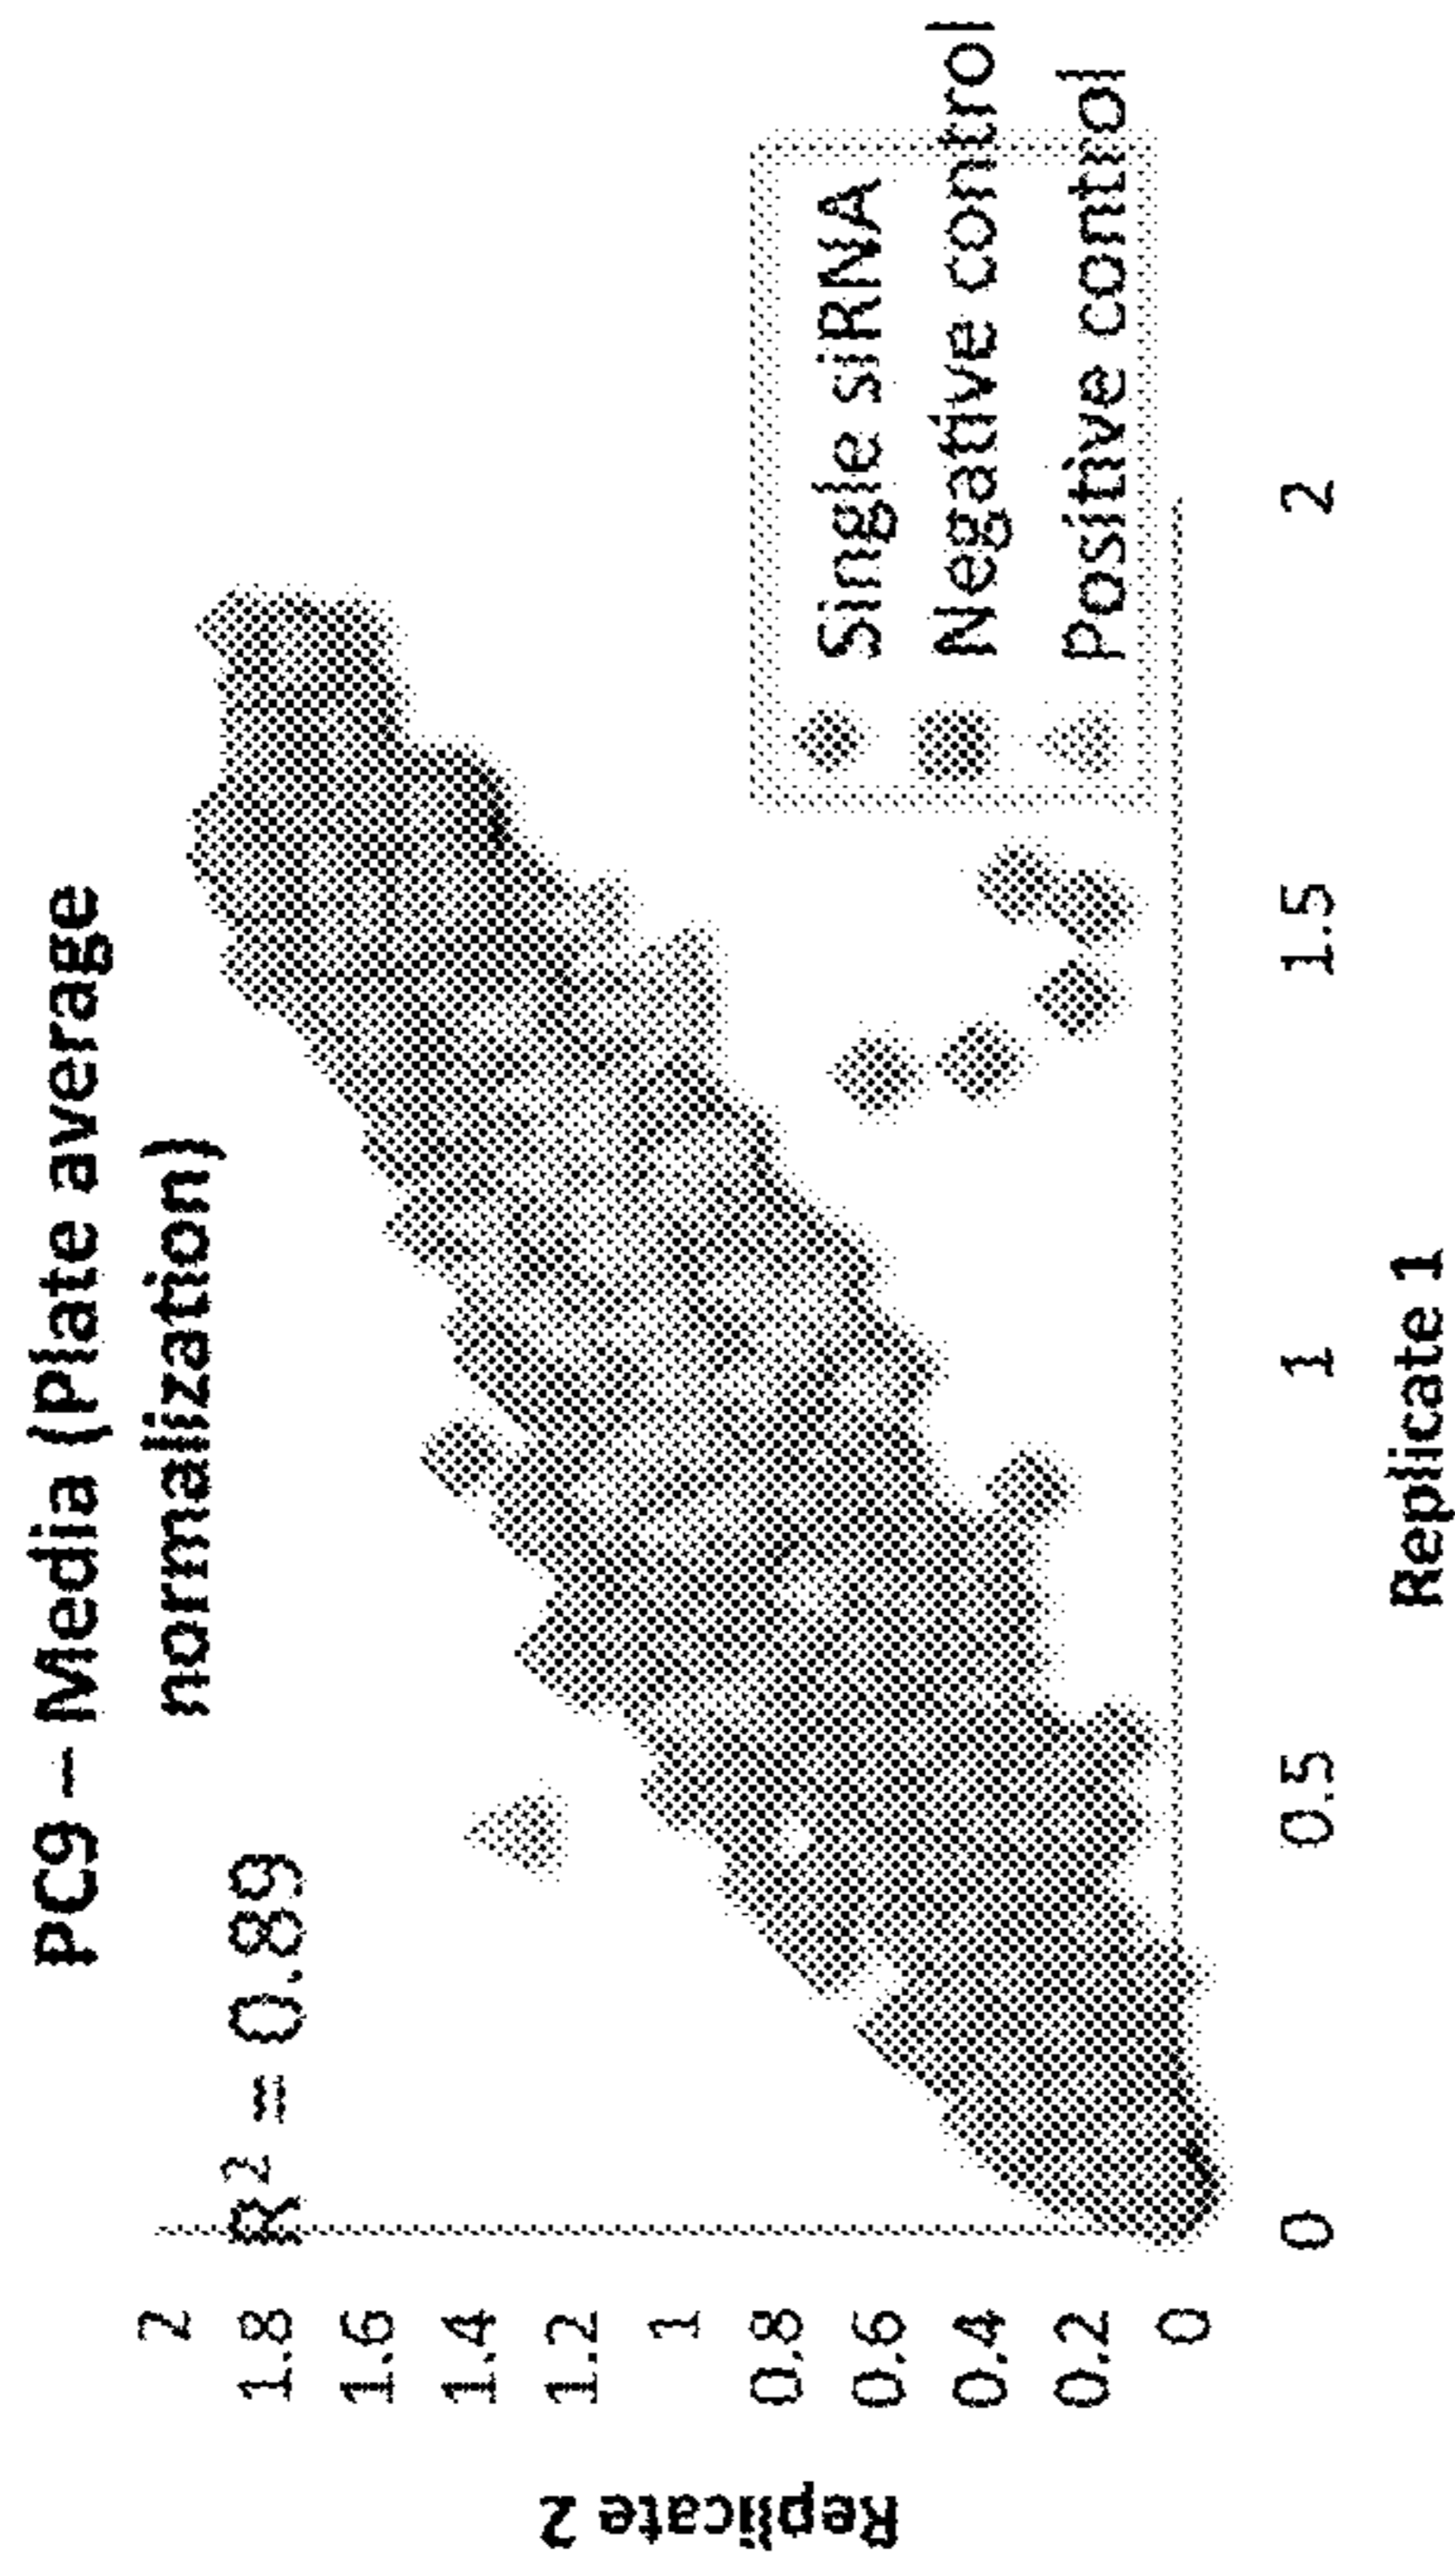 PC9 – Media (Plate average
normalization)
R² = 0.89
2
1.8
1.6
1.4
1.2
1
0.8
0.6
0.4
0.2
0
Replicate 2
0
0.5
1
1.5
2
Replicate 1
Single siRNA
Negative control
Positive control